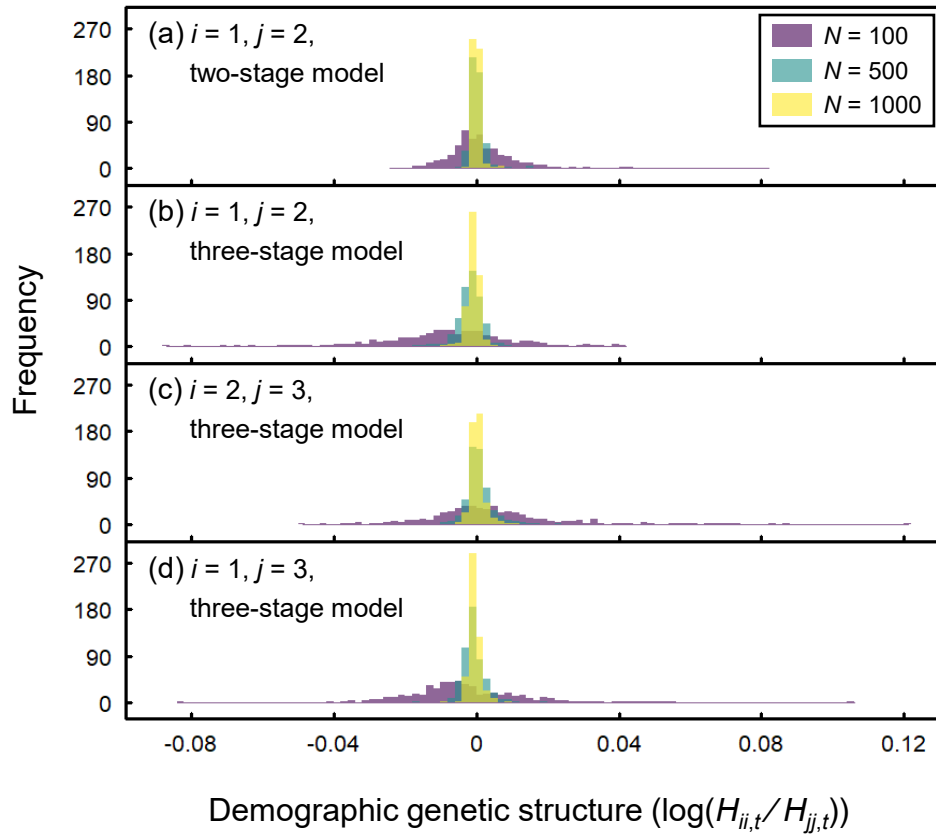 (a) i = 1, j = 2,
two-stage model
N = 100
N = 500
N = 1000
270
180
90
0
(b) i = 1, j = 2,
three-stage model
270
180
90
0
(c) i = 2, j = 3,
three-stage model
270
180
90
0
(d) i = 1, j = 3,
three-stage model
270
180
90
0
Frequency
-0.08 -0.04 0 0.04 0.08 0.12
Demographic genetic structure (log(Hii,t/Hjj,t))